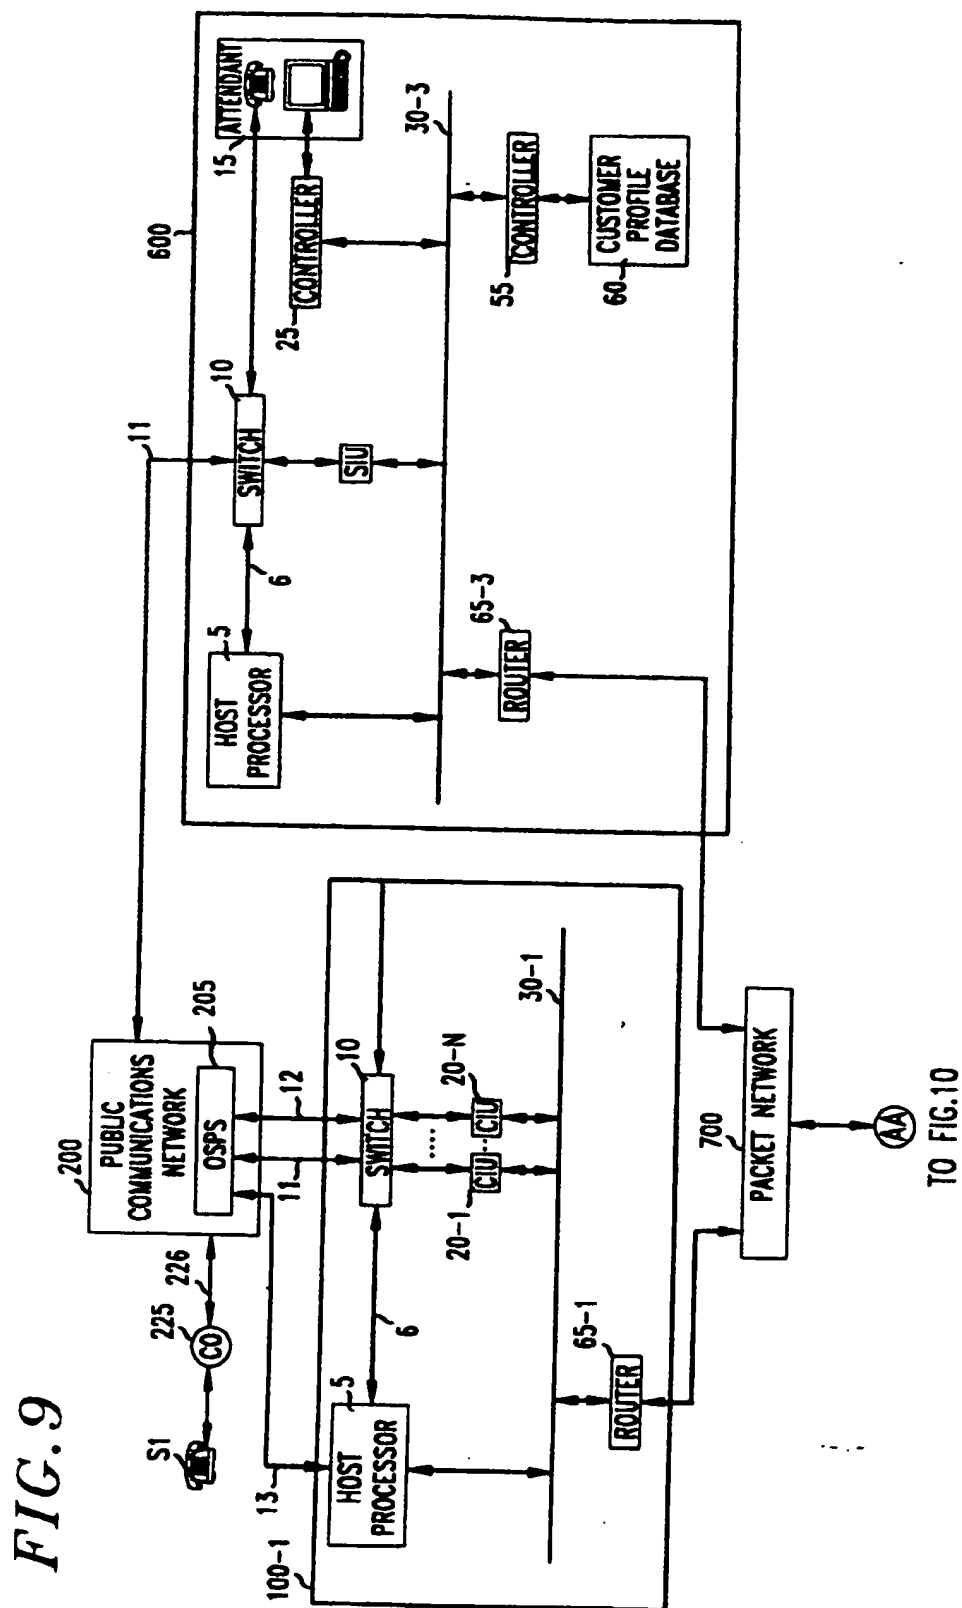 FIG. 9
S1
225
CO
226
200
PUBLIC
COMMUNICATIONS
NETWORK
OSPS
205
11
13
11
12
100-1
HOST
PROCESSOR
5
6
SWITCH
10
20-1
CIU
....
CIU
20-N
30-1
ROUTER
65-1
600
HOST
PROCESSOR
5
6
SWITCH
10
SIU
15
ATTENDANT
25
CONTROLLER
30-3
ROUTER
65-3
55
CONTROLLER
60
CUSTOMER
PROFILE
DATABASE
700
PACKET NETWORK
AA
TO FIG.10